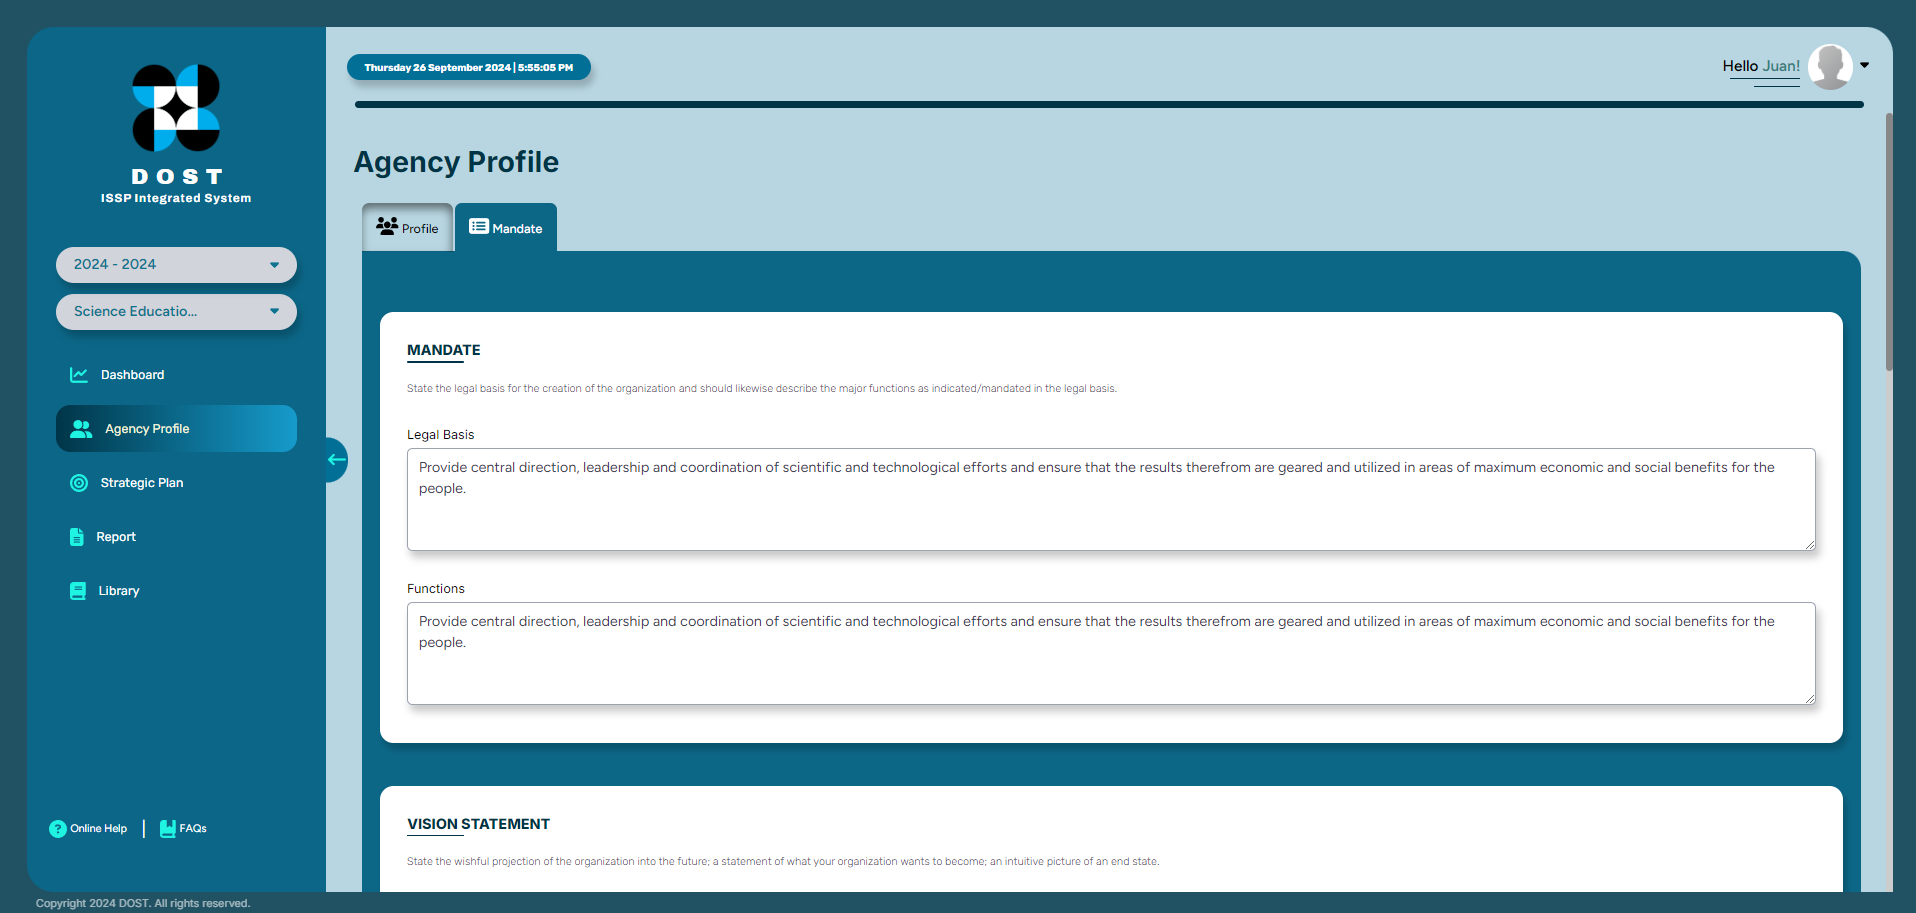 DOST
ISSP Integrated System
2024 - 2024
Science Educatio...
Dashboard
Agency Profile
Strategic Plan
Report
Library
Online Help | FAQs
Thursday 26 September 2024 | 5:55:05 PM
Hello Juan!
Agency Profile
Profile
Mandate
MANDATE
State the legal basis for the creation of the organization and should likewise describe the major functions as indicated/mandated in the legal basis.
Legal Basis
Provide central direction, leadership and coordination of scientific and technological efforts and ensure that the results therefrom are geared and utilized in areas of maximum economic and social benefits for the
people.
Functions
Provide central direction, leadership and coordination of scientific and technological efforts and ensure that the results therefrom are geared and utilized in areas of maximum economic and social benefits for the
people.
VISION STATEMENT
State the wishful projection of the organization into the future; a statement of what your organization wants to become; an intuitive picture of an end state.
Copyright 2024 DOST. All rights reserved.